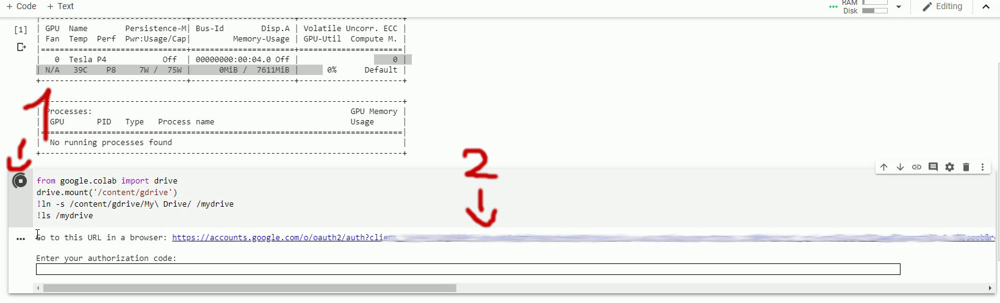 + Code + Text
RAM
Disk
Editing
[1]
| GPU Name Persistence-M| Bus-Id Disp.A | Volatile Uncorr. ECC |
| Fan Temp Perf Pwr:Usage/Cap| Memory-Usage | GPU-Util Compute M. |
|===============================+======================+======================|
| 0 Tesla P4 Off | 00000000:00:04.0 Off | 0 |
| N/A 39C P8 7W / 75W | 0MiB / 7611MiB | 0% Default |
+-------------------------------+----------------------+----------------------+
1
+-----------------------------------------------------------------------------+
| Processes: GPU Memory |
| GPU PID Type Process name Usage |
|=============================================================================|
| No running processes found |
+-----------------------------------------------------------------------------+
2
from google.colab import drive
drive.mount('/content/gdrive')
!ln -s /content/gdrive/My\ Drive/ /mydrive
!ls /mydrive
Go to this URL in a browser: https://accounts.google.com/o/oauth2/auth?clien
Enter your authorization code: